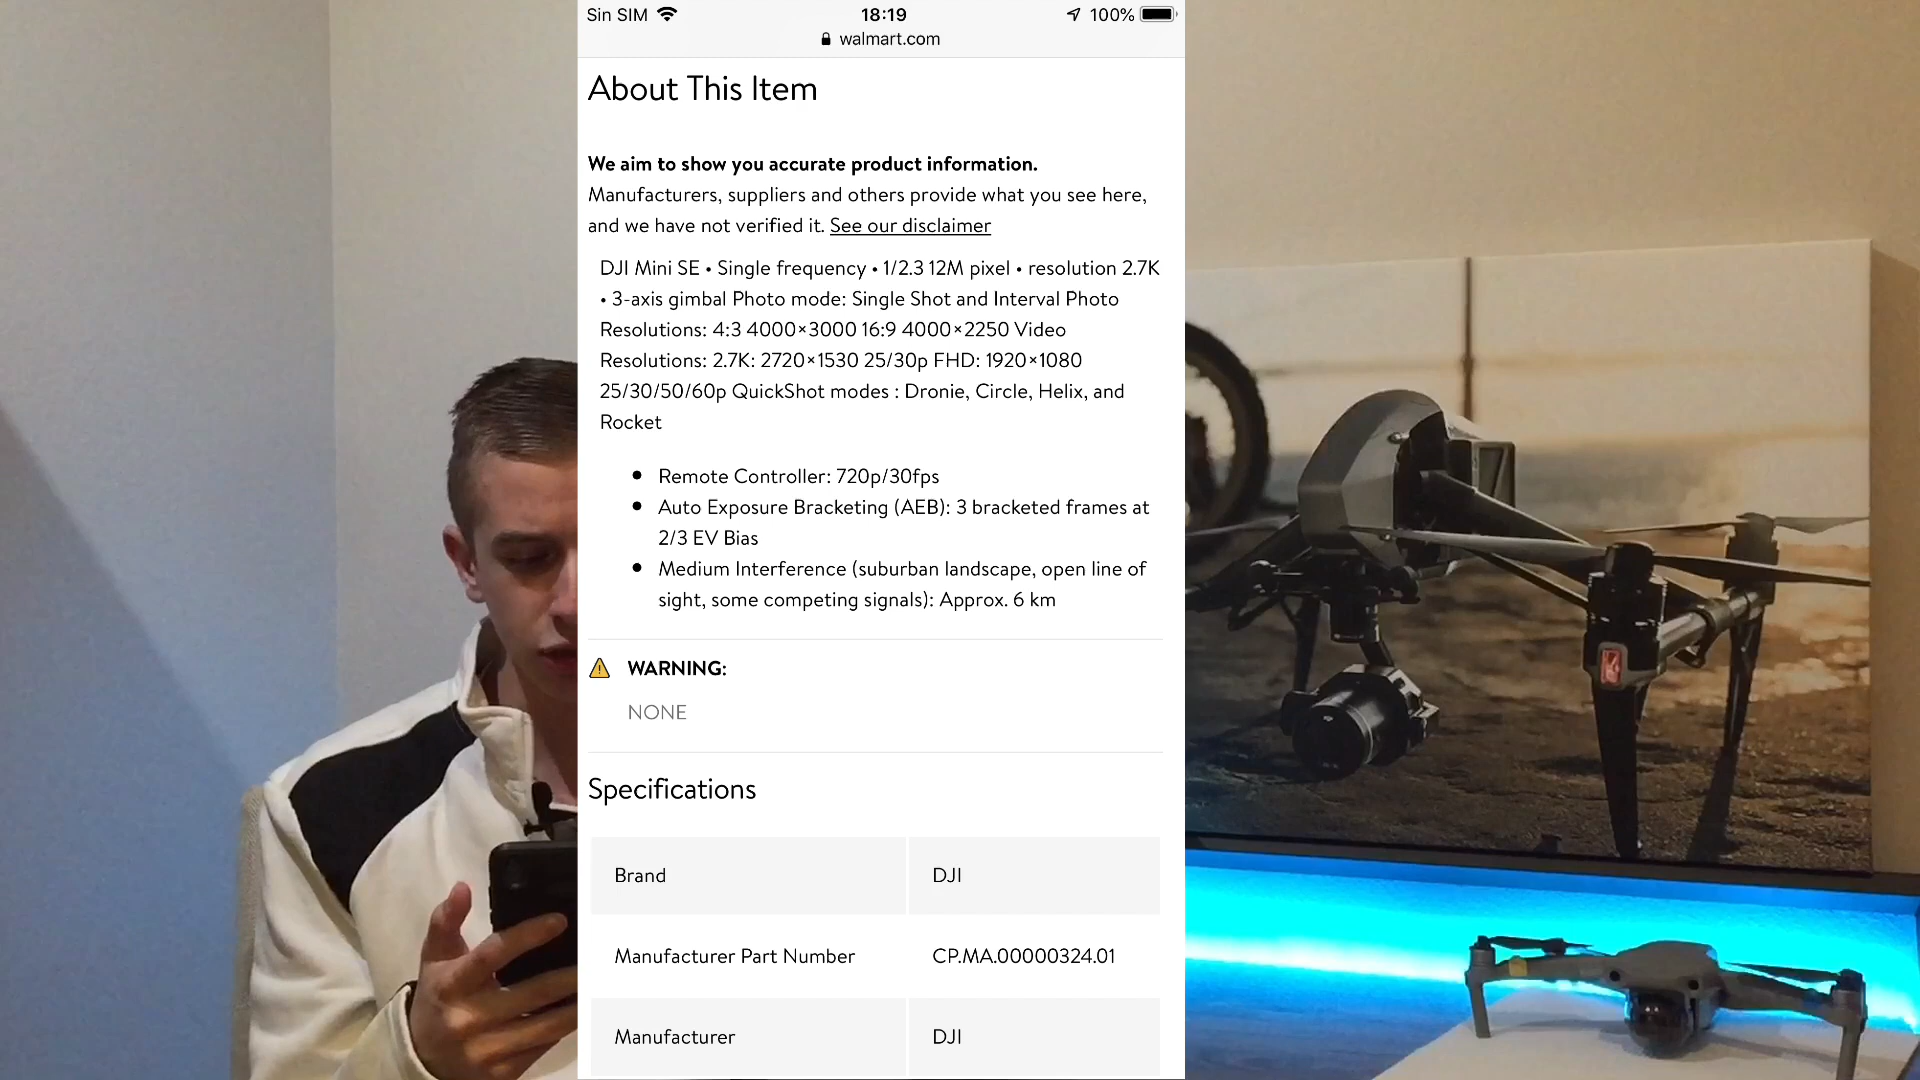 Sin SIM 18:19 100%
walmart.com
About This Item
We aim to show you accurate product information.
Manufacturers, suppliers and others provide what you see here,
and we have not verified it. See our disclaimer
DJI Mini SE • Single frequency • 1/2.3 12M pixel • resolution 2.7K
• 3-axis gimbal Photo mode: Single Shot and Interval Photo
Resolutions: 4:3 4000×3000 16:9 4000×2250 Video
Resolutions: 2.7K: 2720×1530 25/30p FHD: 1920×1080
25/30/50/60p QuickShot modes : Dronie, Circle, Helix, and
Rocket
• Remote Controller: 720p/30fps
• Auto Exposure Bracketing (AEB): 3 bracketed frames at
2/3 EV Bias
• Medium Interference (suburban landscape, open line of
sight, some competing signals): Approx. 6 km
WARNING:
NONE
Specifications
Brand DJI
Manufacturer Part Number CP.MA.00000324.01
Manufacturer DJI